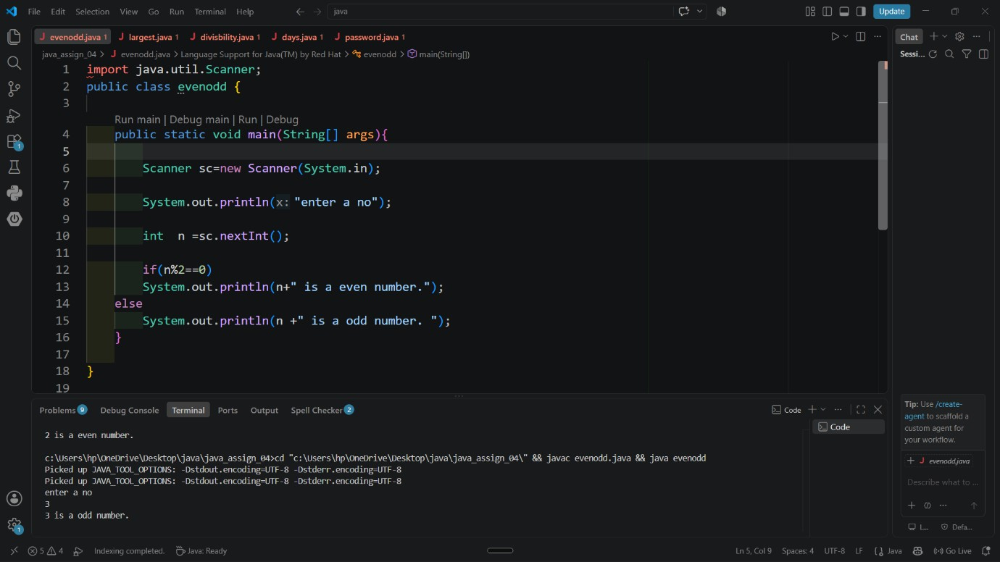 File Edit Selection View Go Run Terminal Help
java
Update
evenodd.java 1 largest.java 1 divisbility.java 1 days.java 1 password.java 1
java_assign_04 > evenodd.java > Language Support for Java(TM) by Red Hat > evenodd > main(String[])
1 import java.util.Scanner;
2 public class evenodd {
3
Run main | Debug main | Run | Debug
4 public static void main(String[] args){
5
6 Scanner sc=new Scanner(System.in);
7
8 System.out.println(x: "enter a no");
9
10 int  n =sc.nextInt();
11
12 if(n%2==0)
13 System.out.println(n+" is a even number.");
14 else
15 System.out.println(n +" is a odd number. ");
16 }
17
18 }
19
Problems 9 Debug Console Terminal Ports Output Spell Checker 2
Code
Code
2 is a even number.
c:\Users\hp\OneDrive\Desktop\java\java_assign_04>cd "c:\Users\hp\OneDrive\Desktop\java\java_assign_04\" && javac evenodd.java && java evenodd
Picked up JAVA_TOOL_OPTIONS: -Dstdout.encoding=UTF-8 -Dstderr.encoding=UTF-8
Picked up JAVA_TOOL_OPTIONS: -Dstdout.encoding=UTF-8 -Dstderr.encoding=UTF-8
enter a no
3
3 is a odd number.
Chat
Sessi...
Tip: Use /create-
agent to scaffold a
custom agent for
your workflow.
evenodd.java
Describe what to ...
L... Defa...
1
1
5 4 Indexing completed. Java: Ready
Ln 5, Col 9 Spaces: 4 UTF-8 LF {} Java Go Live